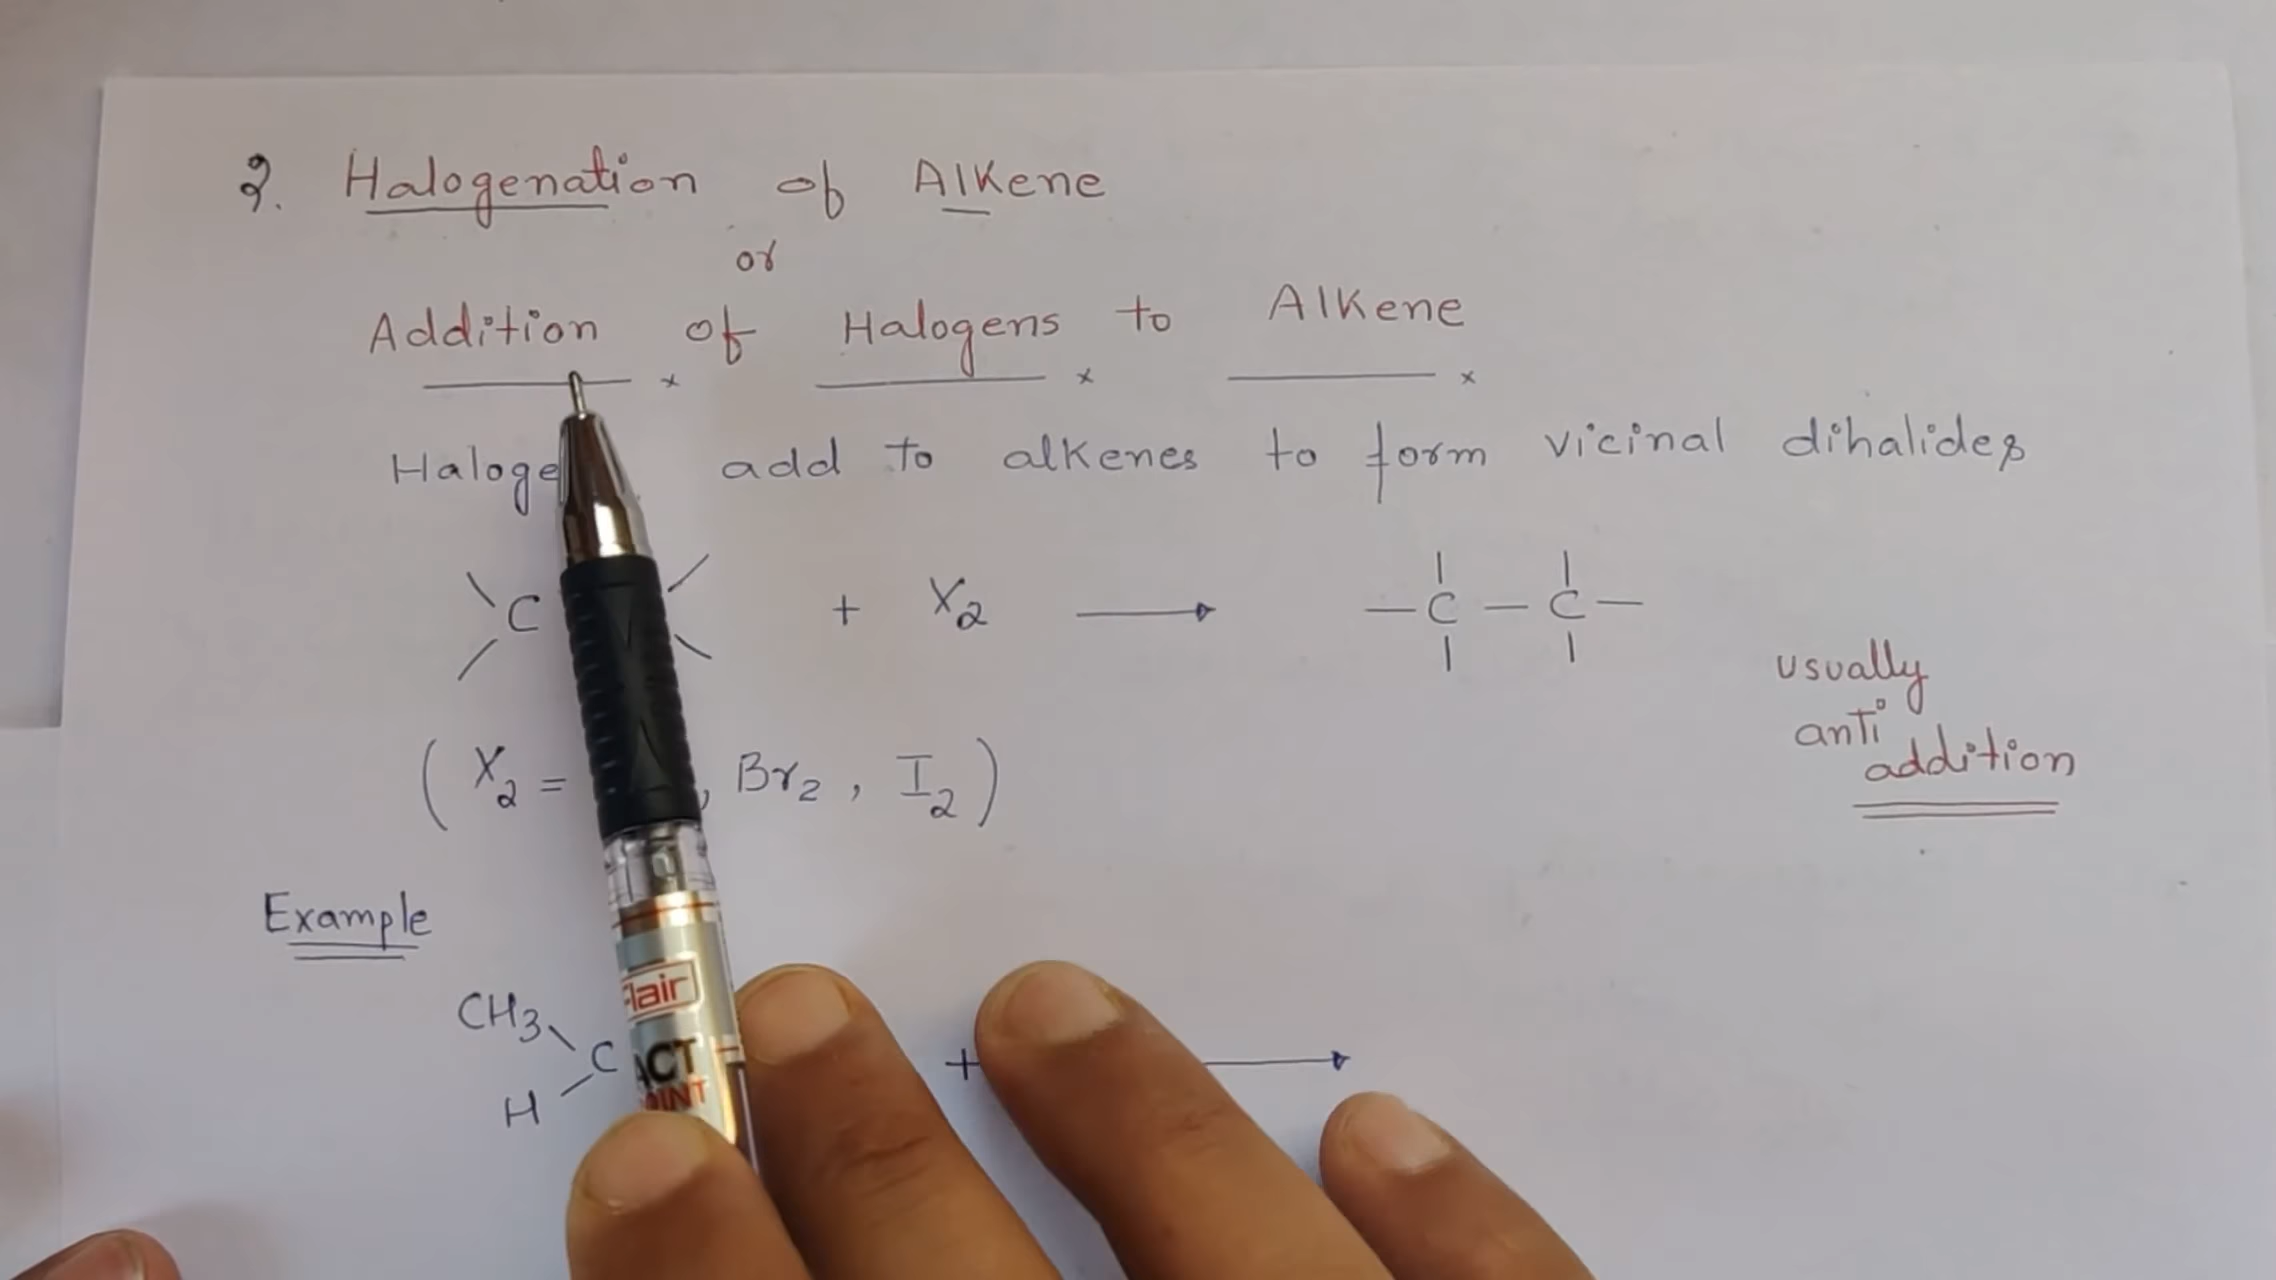 2. Halogenation of Alkene
or
Addition of Halogens to Alkene
x x x
add to alkenes to form vicinal dihalides
C + X2 → — C — C —
usually
anti
addition
( X2 = , Br2 , I2 )
Example
CH3
C + →
H
Flair